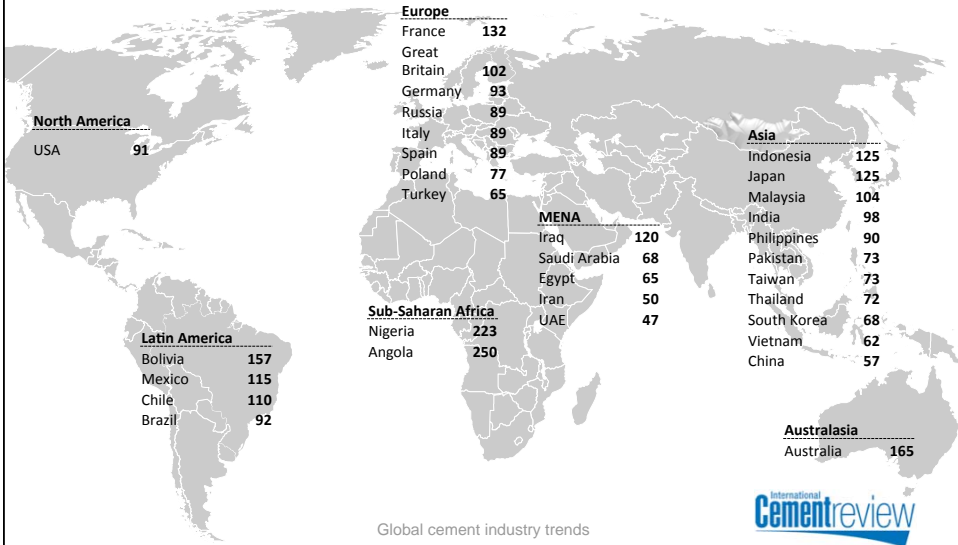 Europe
France 132
Great
Britain 102
Germany 93
Russia 89
Italy 89
Spain 89
Poland 77
Turkey 65
North America
USA 91
Asia
Indonesia 125
Japan 125
Malaysia 104
India 98
Philippines 90
Pakistan 73
Taiwan 73
Thailand 72
South Korea 68
Vietnam 62
China 57
MENA
Iraq 120
Saudi Arabia 68
Egypt 65
Iran 50
UAE 47
Sub-Saharan Africa
Nigeria 223
Angola 250
Latin America
Bolivia 157
Mexico 115
Chile 110
Brazil 92
Australasia
Australia 165
Global cement industry trends
International
Cementreview